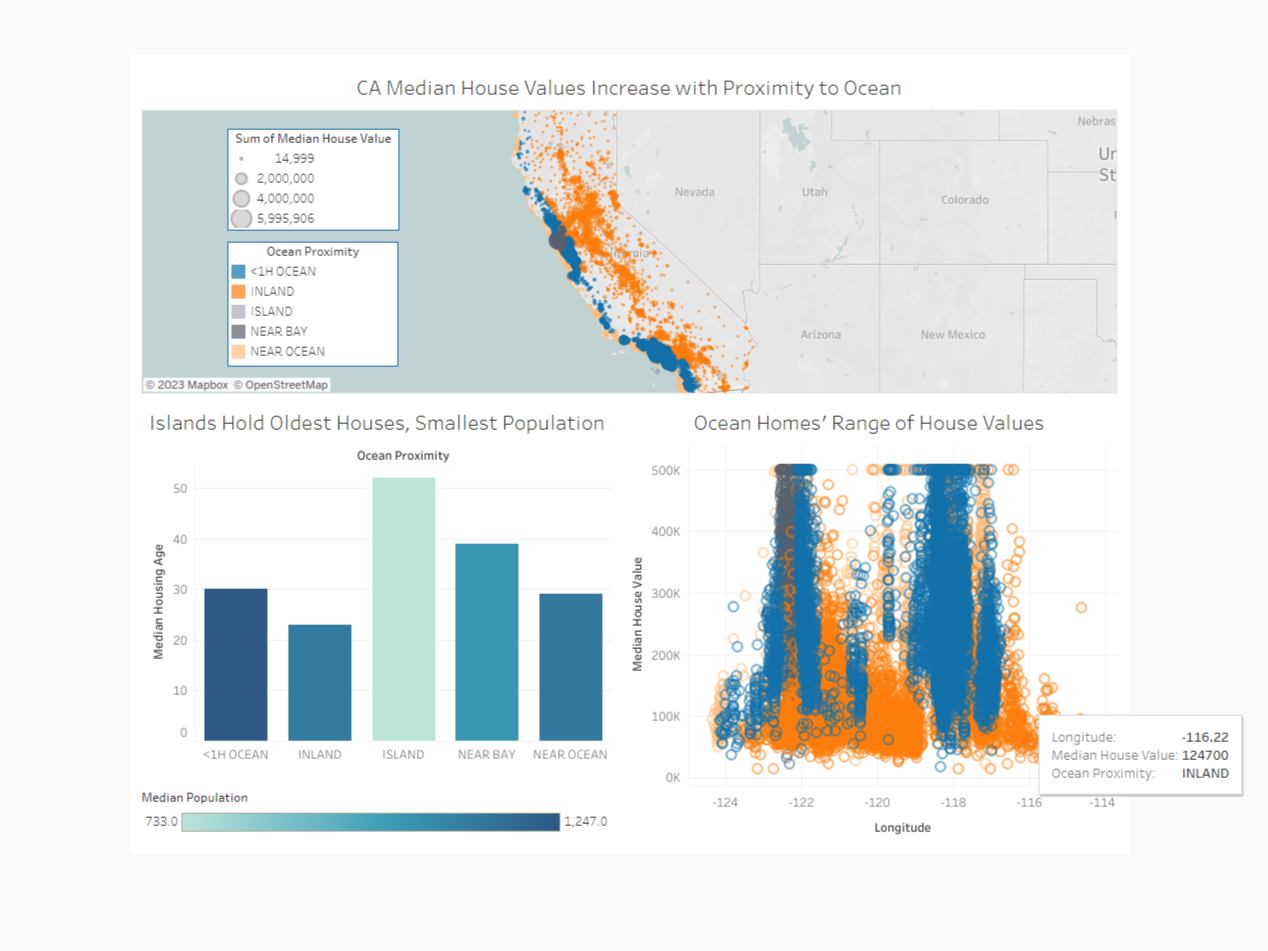 CA Median House Values Increase with Proximity to Ocean
Sum of Median House Value
14,999
2,000,000
4,000,000
5,995,906
Ocean Proximity
<1H OCEAN
INLAND
ISLAND
NEAR BAY
NEAR OCEAN
Nebras
Ur
St
Nevada
Utah
Colorado
Arizona
New Mexico
© 2023 Mapbox © OpenStreetMap
Islands Hold Oldest Houses, Smallest Population
Ocean Proximity
Median Housing Age
50
40
30
20
10
0
<1H OCEAN
INLAND
ISLAND
NEAR BAY
NEAR OCEAN
Median Population
733.0
1,247.0
Ocean Homes' Range of House Values
Median House Value
500K
400K
300K
200K
100K
0K
-124
-122
-120
-118
-116
-114
Longitude
Longitude: -116.22
Median House Value: 124700
Ocean Proximity: INLAND